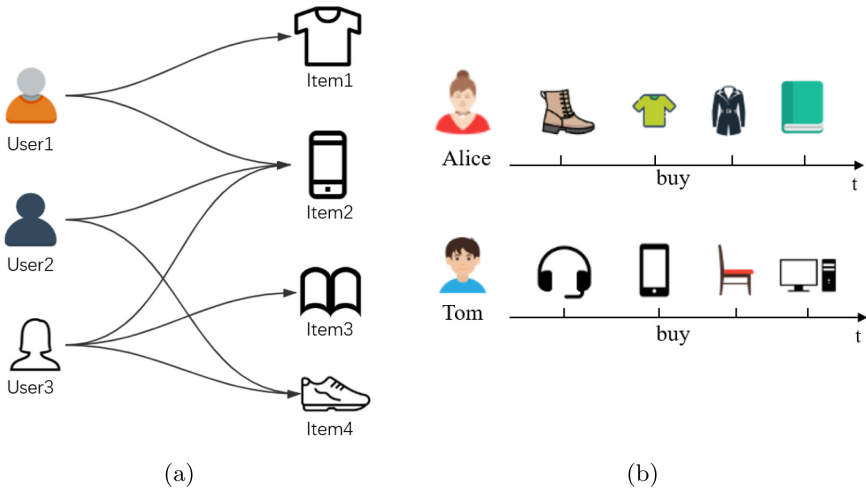 User1
User2
User3
Item1
Item2
Item3
Item4
(a)
Alice
buy
t
Tom
buy
t
(b)